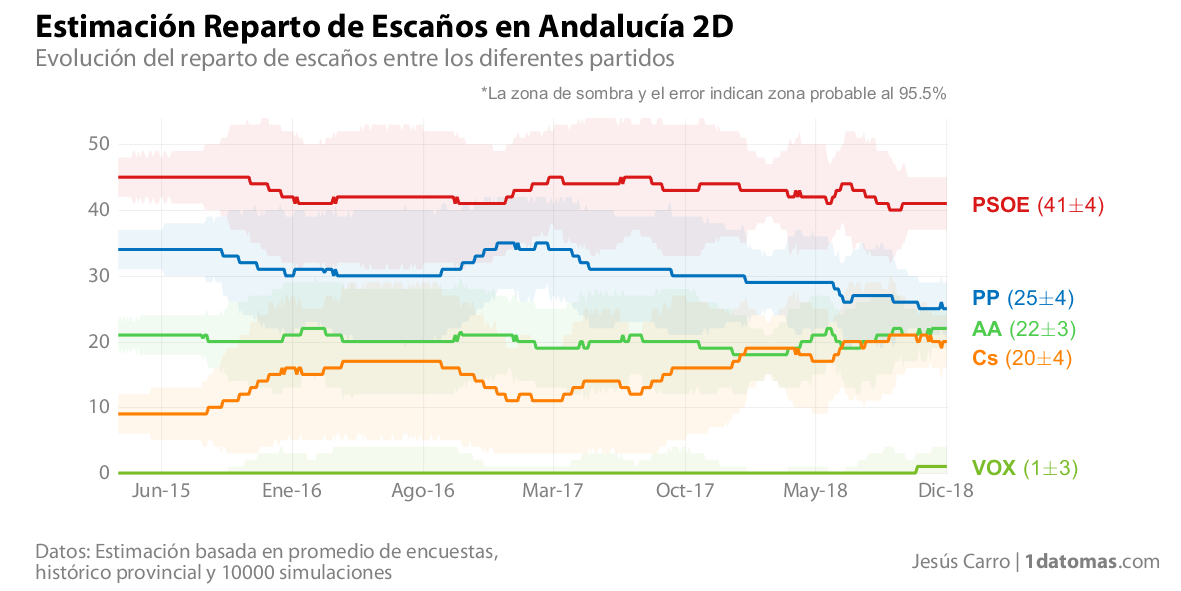 Estimación Reparto de Escaños en Andalucía 2D
Evolución del reparto de escaños entre los diferentes partidos
*La zona de sombra y el error indican zona probable al 95.5%
50
40
30
20
10
0
PSOE (41±4)
PP (25±4)
AA (22±3)
Cs (20±4)
VOX (1±3)
Jun-15 Ene-16 Ago-16 Mar-17 Oct-17 May-18 Dic-18
Datos: Estimación basada en promedio de encuestas,
histórico provincial y 10000 simulaciones
Jesús Carro | 1datomas.com